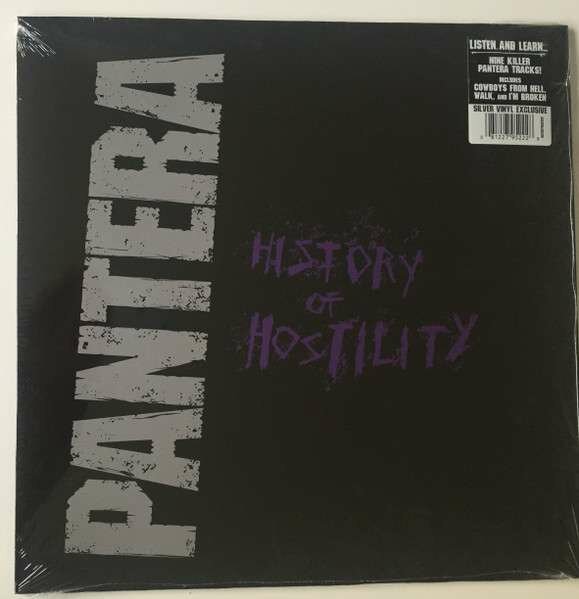 PANTERA
HISTORY
OF
HOSTILITY
LISTEN AND LEARN...
NINE KILLER
PANTERA TRACKS!
INCLUDES
COWBOYS FROM HELL,
WALK, AND I'M BROKEN
SILVER VINYL EXCLUSIVE